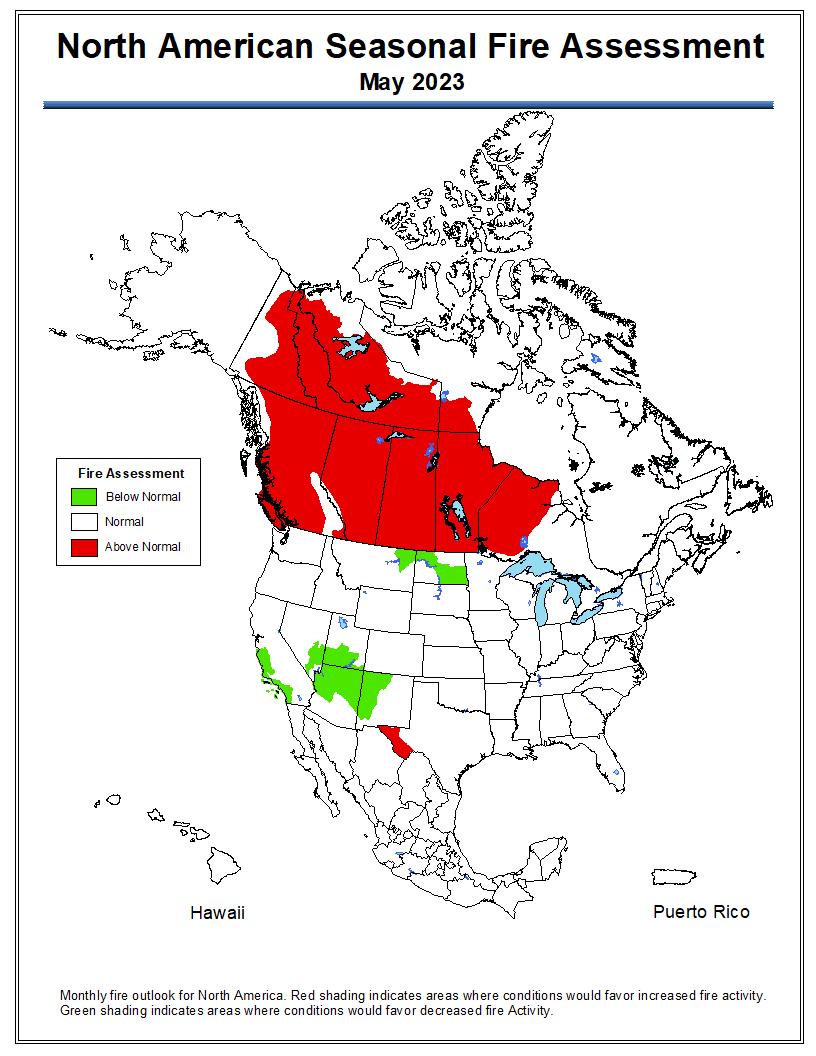 North American Seasonal Fire Assessment
May 2023
Fire Assessment
Below Normal
Normal
Above Normal
Hawaii
Puerto Rico
Monthly fire outlook for North America. Red shading indicates areas where conditions would favor increased fire activity.
Green shading indicates areas where conditions would favor decreased fire Activity.